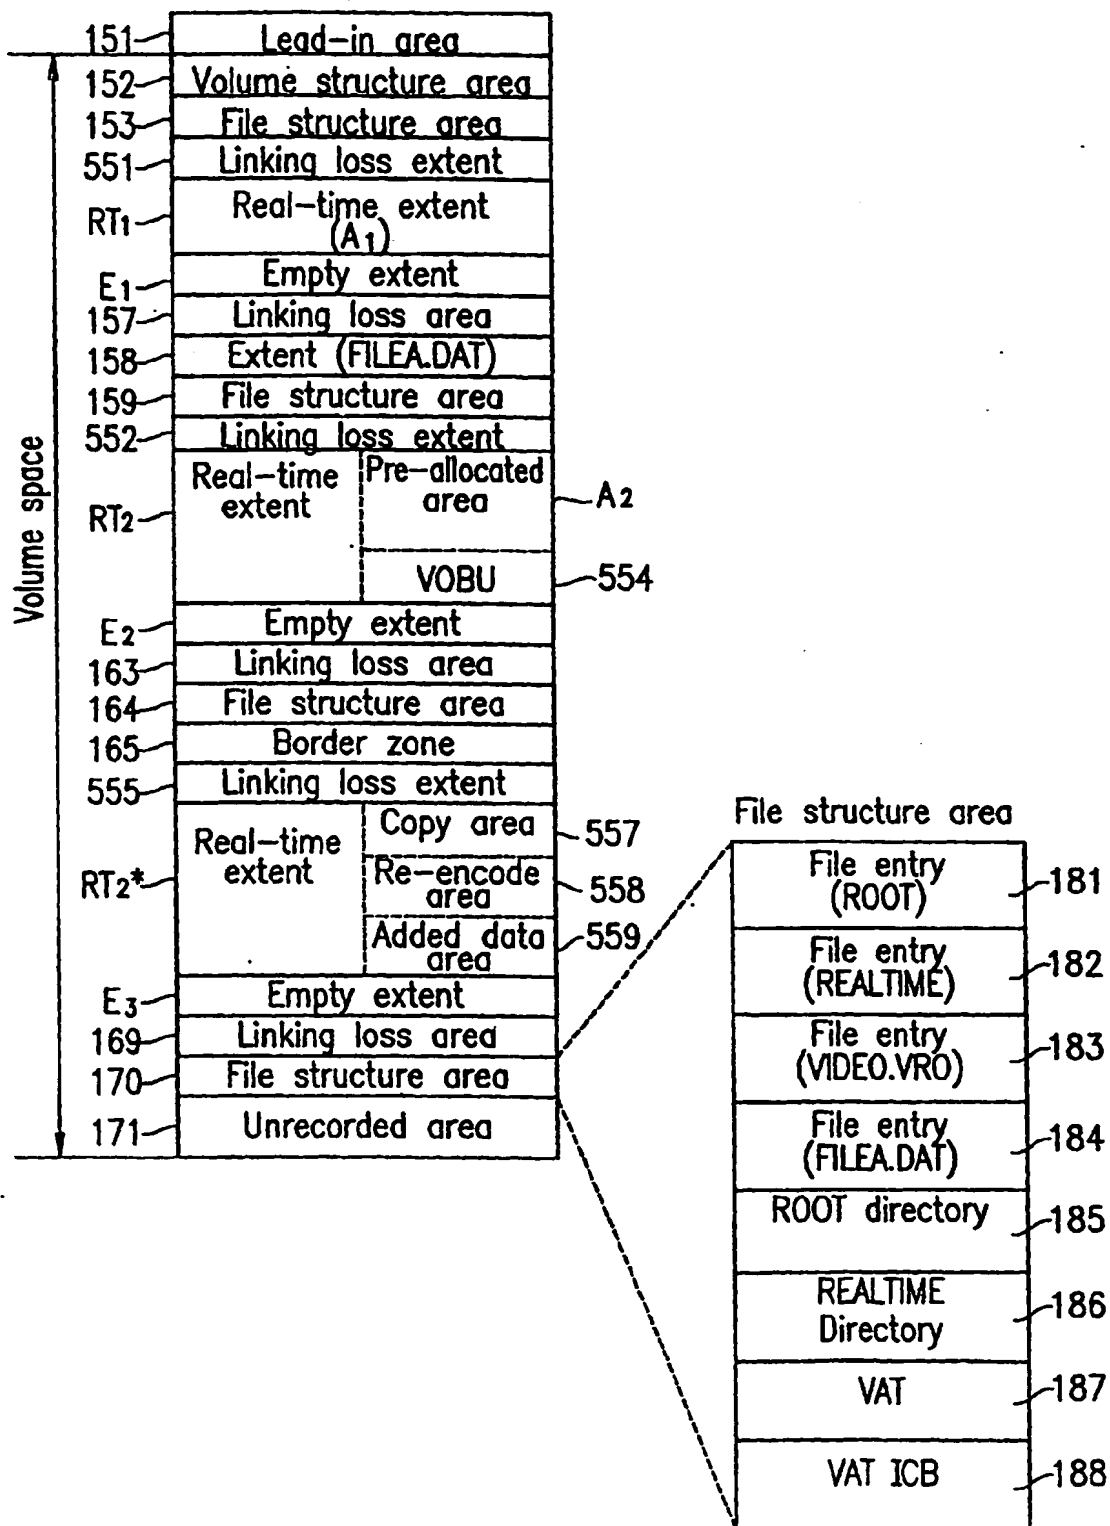 151 Lead-in area
152 Volume structure area
153 File structure area
551 Linking loss extent
RT1 Real-time extent
(A1)
E1 Empty extent
157 Linking loss area
158 Extent (FILEA.DAT)
159 File structure area
552 Linking loss extent
Volume space
RT2 Real-time
extent
Pre-allocated
area
A2
VOBU 554
E2 Empty extent
163 Linking loss area
164 File structure area
165 Border zone
555 Linking loss extent
RT2* Real-time
extent
Copy area 557
Re-encode
area 558
Added data
area 559
E3 Empty extent
169 Linking loss area
170 File structure area
171 Unrecorded area
File structure area
File entry
(ROOT) 181
File entry
(REALTIME) 182
File entry
(VIDEO.VRO) 183
File entry
(FILEA.DAT) 184
ROOT directory 185
REALTIME
Directory 186
VAT 187
VAT ICB 188